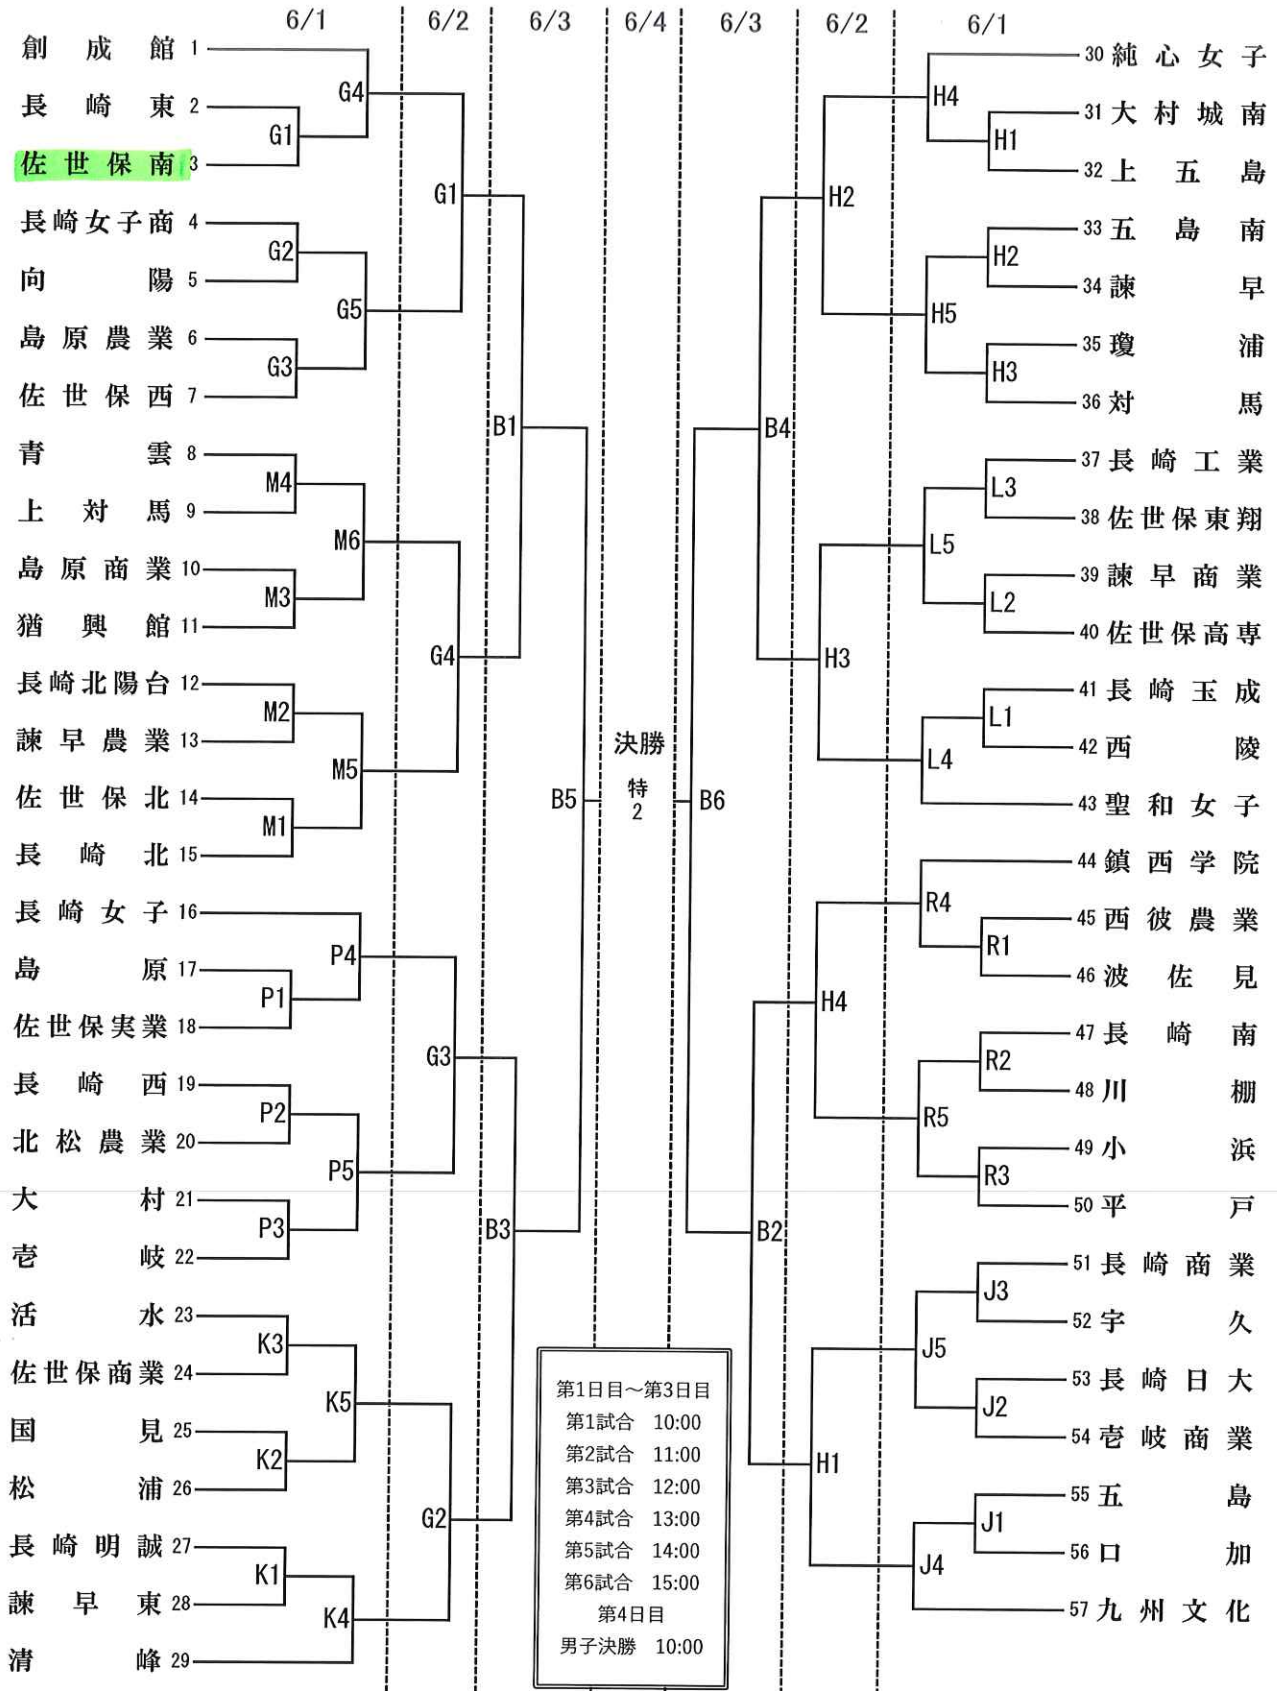 6/1 6/2 6/3 6/4 6/3 6/2 6/1
創成館 1
長崎東 2
佐世保南 3
長崎女子商 4
向陽 5
島原農業 6
佐世保西 7
青雲 8
上対馬 9
島原商業 10
猶興館 11
長崎北陽台 12
諫早農業 13
佐世保北 14
長崎北 15
長崎女子 16
島原 17
佐世保実業 18
長崎西 19
北松農業 20
大村 21
壱岐 22
活水 23
佐世保商業 24
国見 25
松浦 26
長崎明誠 27
諫早東 28
清峰 29
G4
G1
G2
G5
G3
M4
M6
M3
M2
M5
M1
P4
P1
P2
P5
P3
K3
K5
K2
K1
K4
G1
G4
G3
G2
B1
B3
B5
決勝
特
2
B6
B4
B2
H2
H3
H4
H1
H4
H1
H2
H5
H3
L3
L5
L2
L1
L4
R4
R1
R2
R5
R3
J3
J5
J2
J1
J4
30 純心女子
31 大村城南
32 上五島
33 五島南
34 諫早
35 瓊浦
36 対馬
37 長崎工業
38 佐世保東翔
39 諫早商業
40 佐世保高専
41 長崎玉成
42 西陵
43 聖和女子
44 鎮西学院
45 西彼農業
46 波佐見
47 長崎南
48 川棚
49 小浜
50 平戸
51 長崎商業
52 宇久
53 長崎日大
54 壱岐商業
55 五島
56 口加
57 九州文化
第1日目～第3日目
第1試合 10:00
第2試合 11:00
第3試合 12:00
第4試合 13:00
第5試合 14:00
第6試合 15:00
第4日目
男子決勝 10:00